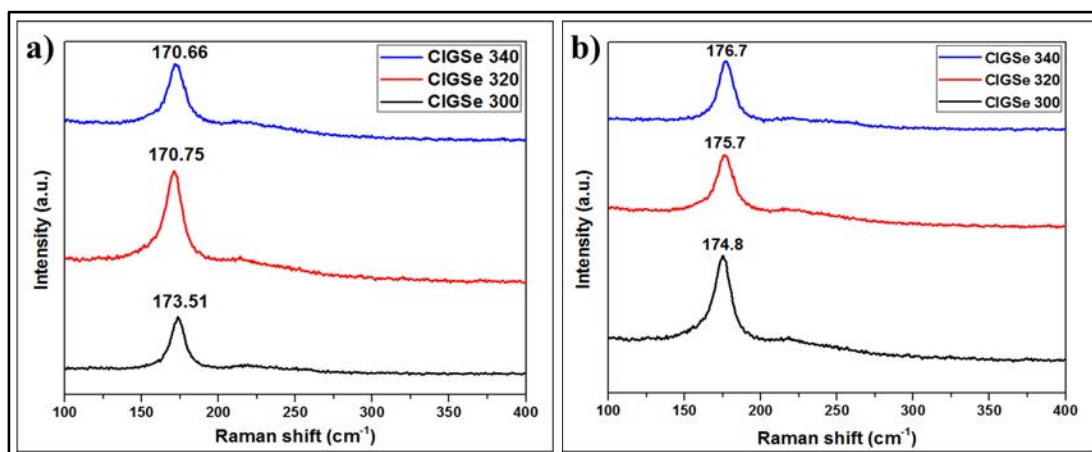 a)
170.66
CIGSe 340
CIGSe 320
CIGSe 300
170.75
173.51
Intensity (a.u.)
100 150 200 250 300 350 400
Raman shift (cm⁻¹)
b)
176.7
CIGSe 340
CIGSe 320
CIGSe 300
175.7
174.8
Intensity (a.u.)
100 150 200 250 300 350 400
Raman shift (cm⁻¹)